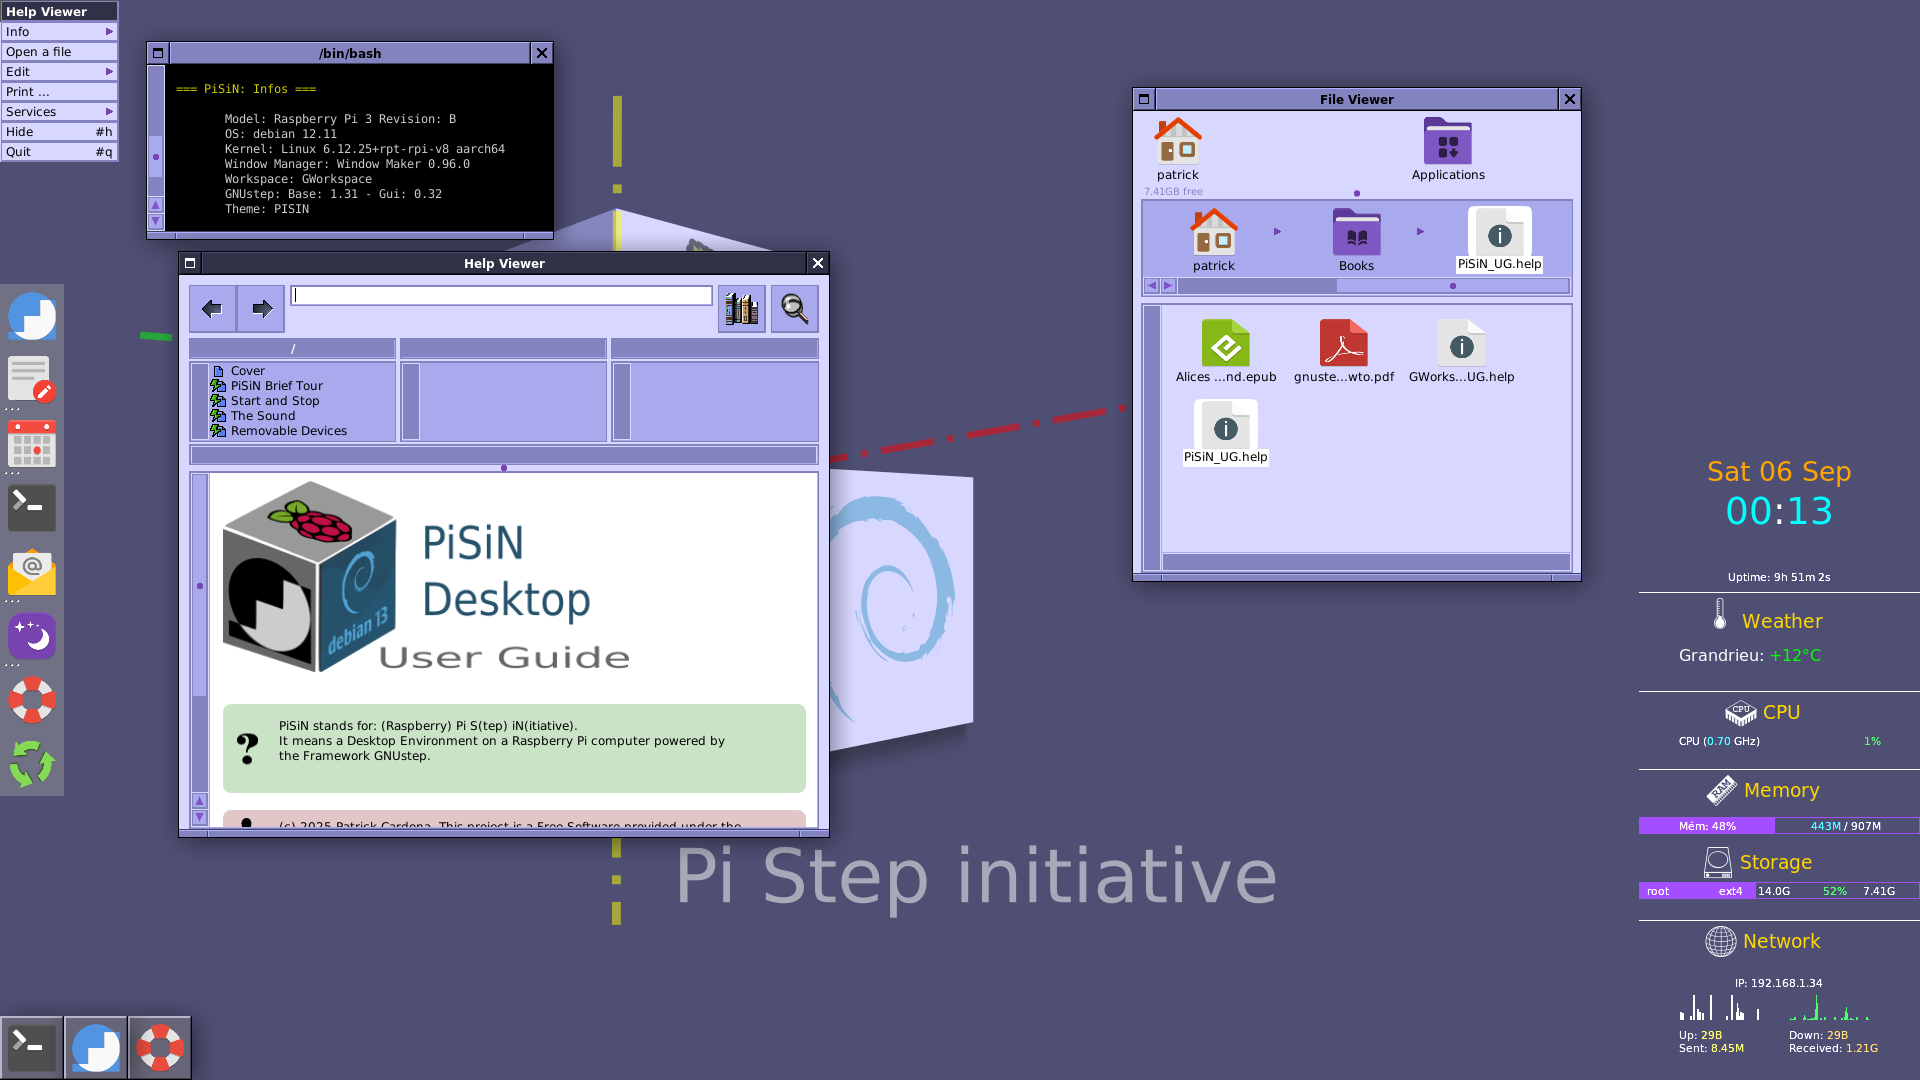 Help Viewer
Info
Open a file
Edit
Print ...
Services
Hide #h
Quit #q
/bin/bash
=== PiSiN: Infos ===
Model: Raspberry Pi 3 Revision: B
OS: debian 12.11
Kernel: Linux 6.12.25+rpt-rpi-v8 aarch64
Window Manager: Window Maker 0.96.0
Workspace: GWorkspace
GNUstep: Base: 1.31 - Gui: 0.32
Theme: PISIN
Help Viewer
/
Cover
PiSiN Brief Tour
Start and Stop
The Sound
Removable Devices
debian 13
PiSiN
Desktop
User Guide
?
PiSiN stands for: (Raspberry) Pi S(tep) iN(itiative).
It means a Desktop Environment on a Raspberry Pi computer powered by
the Framework GNUstep.
(c) 2025 Patrick Cardona. This project is a Free Software provided under the
File Viewer
patrick
Applications
7.41GB free
patrick
Books
PiSiN_UG.help
Alices ...nd.epub
gnuste...wto.pdf
GWorks...UG.help
PiSiN_UG.help
Pi Step initiative
Sat 06 Sep
00:13
Uptime: 9h 51m 2s
Weather
Grandrieu: +12°C
CPU
CPU
CPU (0.70 GHz) 1%
RAM
Memory
Mém: 48% 443M / 907M
Storage
root ext4 14.0G 52% 7.41G
Network
IP: 192.168.1.34
Up: 29B Down: 29B
Sent: 8.45M Received: 1.21G